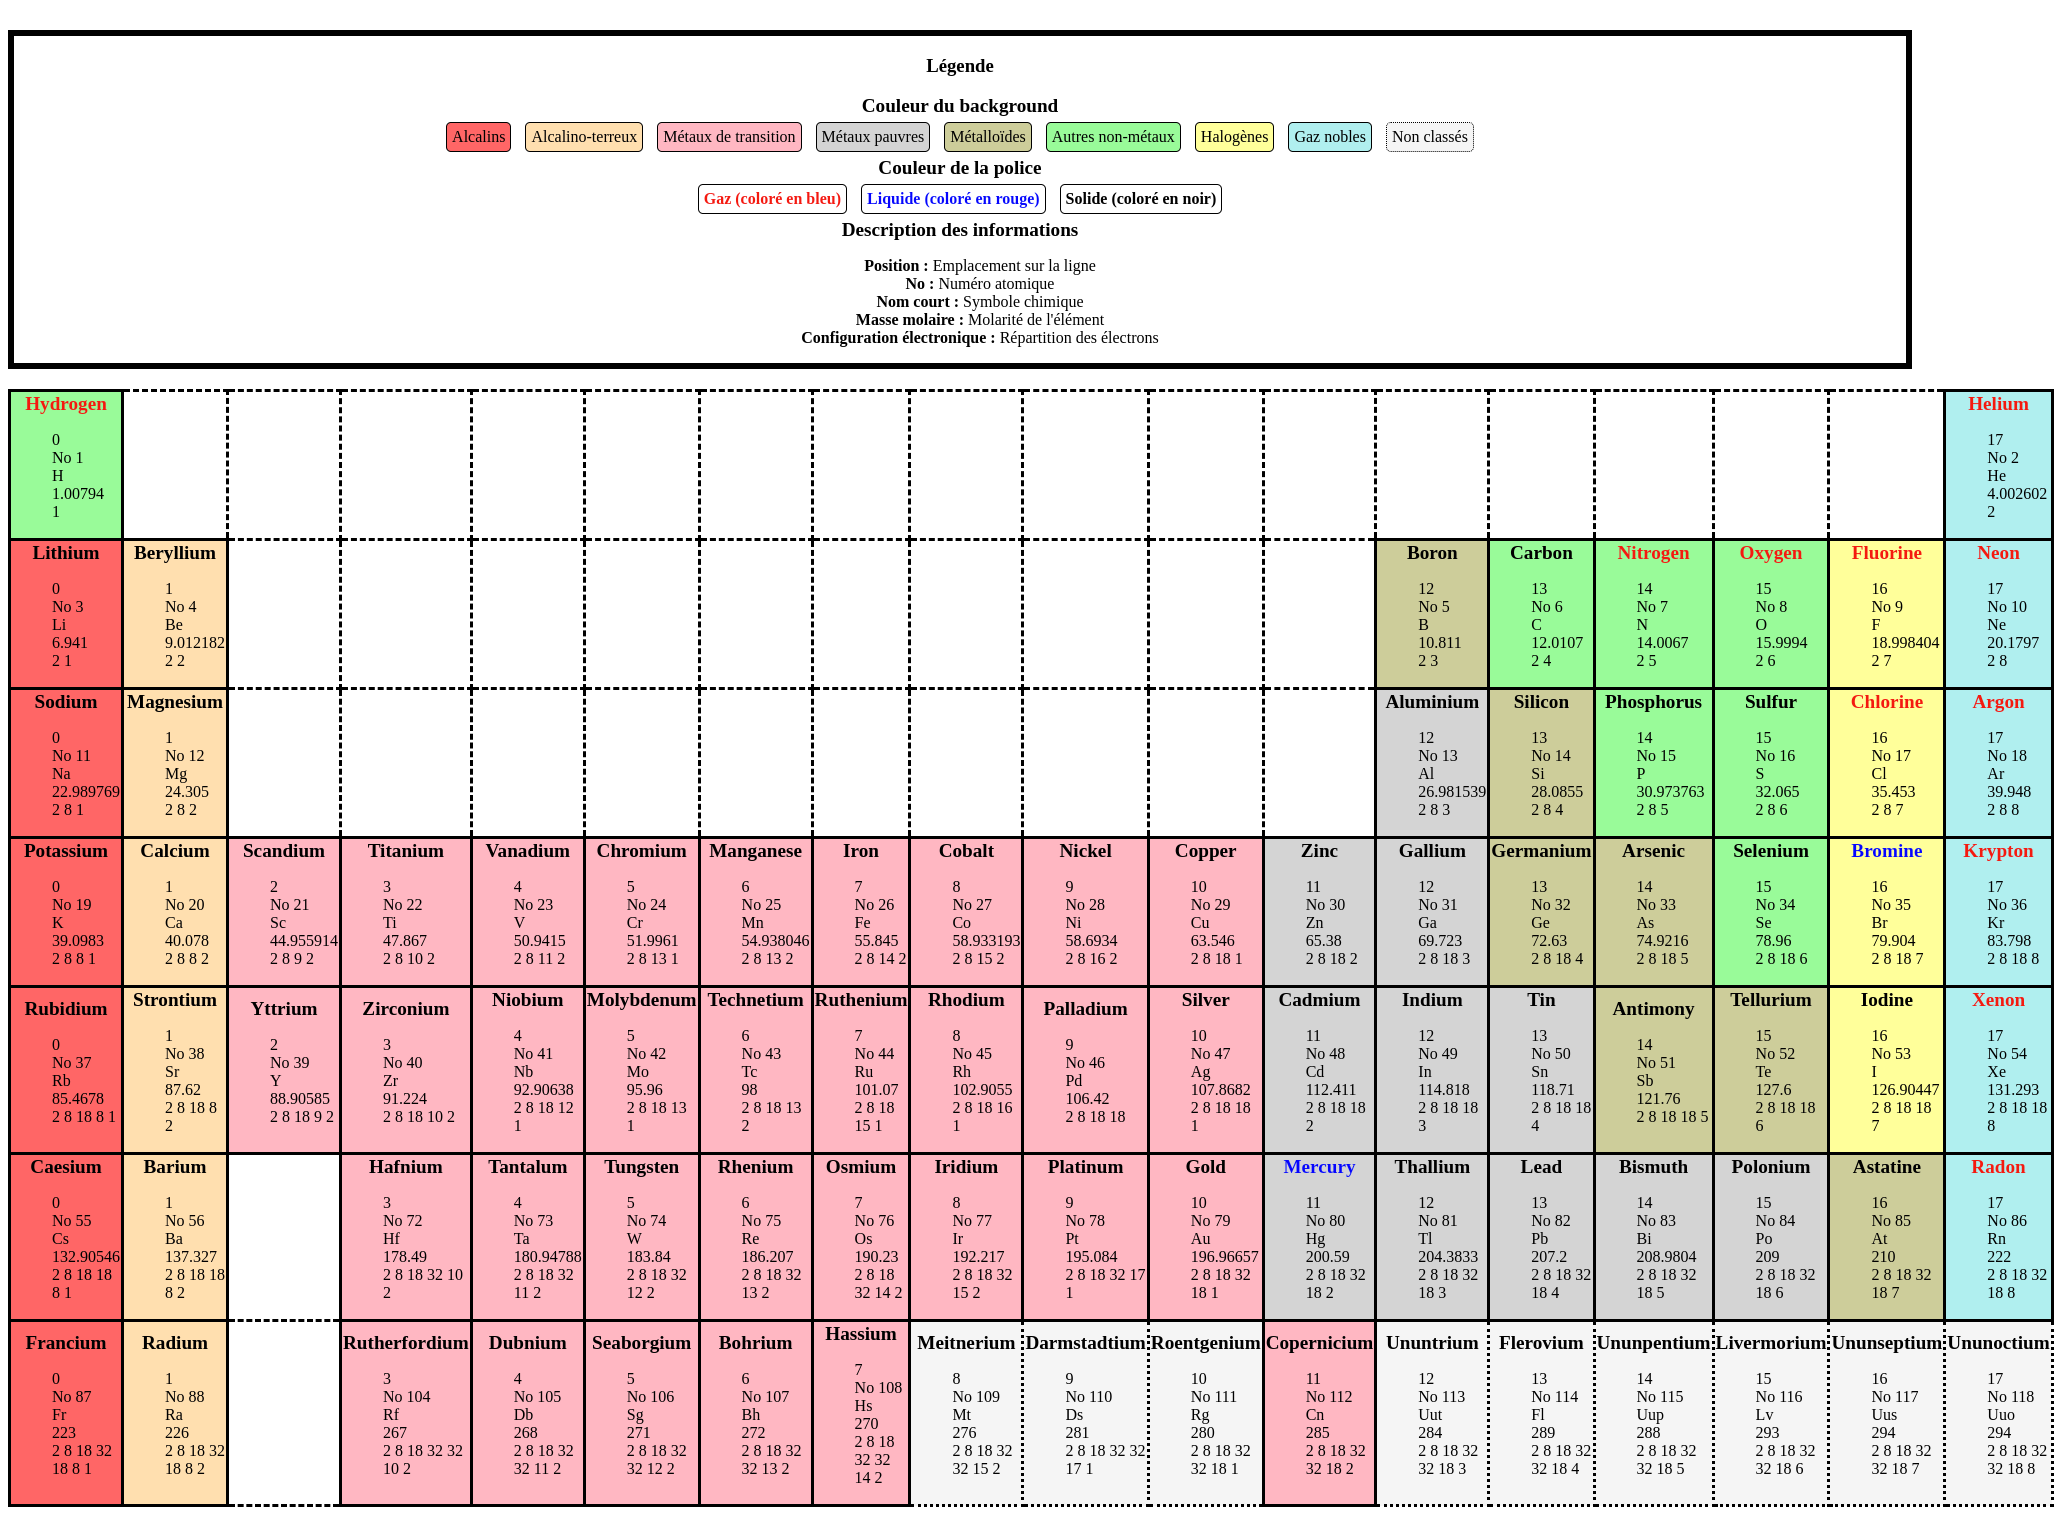 Légende
Couleur du background
Alcalins Alcalino-terreux Métaux de transition Métaux pauvres Métalloïdes Autres non-métaux Halogènes Gaz nobles Non classés
Couleur de la police
Gaz (coloré en bleu) Liquide (coloré en rouge) Solide (coloré en noir)
Description des informations
Position : Emplacement sur la ligne
No : Numéro atomique
Nom court : Symbole chimique
Masse molaire : Molarité de l'élément
Configuration électronique : Répartition des électrons
Hydrogen
0
No 1
H
1.00794
1
Helium
17
No 2
He
4.002602
2
Lithium
0
No 3
Li
6.941
2 1
Beryllium
1
No 4
Be
9.012182
2 2
Boron
12
No 5
B
10.811
2 3
Carbon
13
No 6
C
12.0107
2 4
Nitrogen
14
No 7
N
14.0067
2 5
Oxygen
15
No 8
O
15.9994
2 6
Fluorine
16
No 9
F
18.998404
2 7
Neon
17
No 10
Ne
20.1797
2 8
Sodium
0
No 11
Na
22.989769
2 8 1
Magnesium
1
No 12
Mg
24.305
2 8 2
Aluminium
12
No 13
Al
26.981539
2 8 3
Silicon
13
No 14
Si
28.0855
2 8 4
Phosphorus
14
No 15
P
30.973763
2 8 5
Sulfur
15
No 16
S
32.065
2 8 6
Chlorine
16
No 17
Cl
35.453
2 8 7
Argon
17
No 18
Ar
39.948
2 8 8
Potassium
0
No 19
K
39.0983
2 8 8 1
Calcium
1
No 20
Ca
40.078
2 8 8 2
Scandium
2
No 21
Sc
44.955914
2 8 9 2
Titanium
3
No 22
Ti
47.867
2 8 10 2
Vanadium
4
No 23
V
50.9415
2 8 11 2
Chromium
5
No 24
Cr
51.9961
2 8 13 1
Manganese
6
No 25
Mn
54.938046
2 8 13 2
Iron
7
No 26
Fe
55.845
2 8 14 2
Cobalt
8
No 27
Co
58.933193
2 8 15 2
Nickel
9
No 28
Ni
58.6934
2 8 16 2
Copper
10
No 29
Cu
63.546
2 8 18 1
Zinc
11
No 30
Zn
65.38
2 8 18 2
Gallium
12
No 31
Ga
69.723
2 8 18 3
Germanium
13
No 32
Ge
72.63
2 8 18 4
Arsenic
14
No 33
As
74.9216
2 8 18 5
Selenium
15
No 34
Se
78.96
2 8 18 6
Bromine
16
No 35
Br
79.904
2 8 18 7
Krypton
17
No 36
Kr
83.798
2 8 18 8
Rubidium
0
No 37
Rb
85.4678
2 8 18 8 1
Strontium
1
No 38
Sr
87.62
2 8 18 8
2
Yttrium
2
No 39
Y
88.90585
2 8 18 9 2
Zirconium
3
No 40
Zr
91.224
2 8 18 10 2
Niobium
4
No 41
Nb
92.90638
2 8 18 12
1
Molybdenum
5
No 42
Mo
95.96
2 8 18 13
1
Technetium
6
No 43
Tc
98
2 8 18 13
2
Ruthenium
7
No 44
Ru
101.07
2 8 18
15 1
Rhodium
8
No 45
Rh
102.9055
2 8 18 16
1
Palladium
9
No 46
Pd
106.42
2 8 18 18
Silver
10
No 47
Ag
107.8682
2 8 18 18
1
Cadmium
11
No 48
Cd
112.411
2 8 18 18
2
Indium
12
No 49
In
114.818
2 8 18 18
3
Tin
13
No 50
Sn
118.71
2 8 18 18
4
Antimony
14
No 51
Sb
121.76
2 8 18 18 5
Tellurium
15
No 52
Te
127.6
2 8 18 18
6
Iodine
16
No 53
I
126.90447
2 8 18 18
7
Xenon
17
No 54
Xe
131.293
2 8 18 18
8
Caesium
0
No 55
Cs
132.90546
2 8 18 18
8 1
Barium
1
No 56
Ba
137.327
2 8 18 18
8 2
Hafnium
3
No 72
Hf
178.49
2 8 18 32 10
2
Tantalum
4
No 73
Ta
180.94788
2 8 18 32
11 2
Tungsten
5
No 74
W
183.84
2 8 18 32
12 2
Rhenium
6
No 75
Re
186.207
2 8 18 32
13 2
Osmium
7
No 76
Os
190.23
2 8 18
32 14 2
Iridium
8
No 77
Ir
192.217
2 8 18 32
15 2
Platinum
9
No 78
Pt
195.084
2 8 18 32 17
1
Gold
10
No 79
Au
196.96657
2 8 18 32
18 1
Mercury
11
No 80
Hg
200.59
2 8 18 32
18 2
Thallium
12
No 81
Tl
204.3833
2 8 18 32
18 3
Lead
13
No 82
Pb
207.2
2 8 18 32
18 4
Bismuth
14
No 83
Bi
208.9804
2 8 18 32
18 5
Polonium
15
No 84
Po
209
2 8 18 32
18 6
Astatine
16
No 85
At
210
2 8 18 32
18 7
Radon
17
No 86
Rn
222
2 8 18 32
18 8
Francium
0
No 87
Fr
223
2 8 18 32
18 8 1
Radium
1
No 88
Ra
226
2 8 18 32
18 8 2
Rutherfordium
3
No 104
Rf
267
2 8 18 32 32
10 2
Dubnium
4
No 105
Db
268
2 8 18 32
32 11 2
Seaborgium
5
No 106
Sg
271
2 8 18 32
32 12 2
Bohrium
6
No 107
Bh
272
2 8 18 32
32 13 2
Hassium
7
No 108
Hs
270
2 8 18
32 32
14 2
Meitnerium
8
No 109
Mt
276
2 8 18 32
32 15 2
Darmstadtium
9
No 110
Ds
281
2 8 18 32 32
17 1
Roentgenium
10
No 111
Rg
280
2 8 18 32
32 18 1
Copernicium
11
No 112
Cn
285
2 8 18 32
32 18 2
Ununtrium
12
No 113
Uut
284
2 8 18 32
32 18 3
Flerovium
13
No 114
Fl
289
2 8 18 32
32 18 4
Ununpentium
14
No 115
Uup
288
2 8 18 32
32 18 5
Livermorium
15
No 116
Lv
293
2 8 18 32
32 18 6
Ununseptium
16
No 117
Uus
294
2 8 18 32
32 18 7
Ununoctium
17
No 118
Uuo
294
2 8 18 32
32 18 8